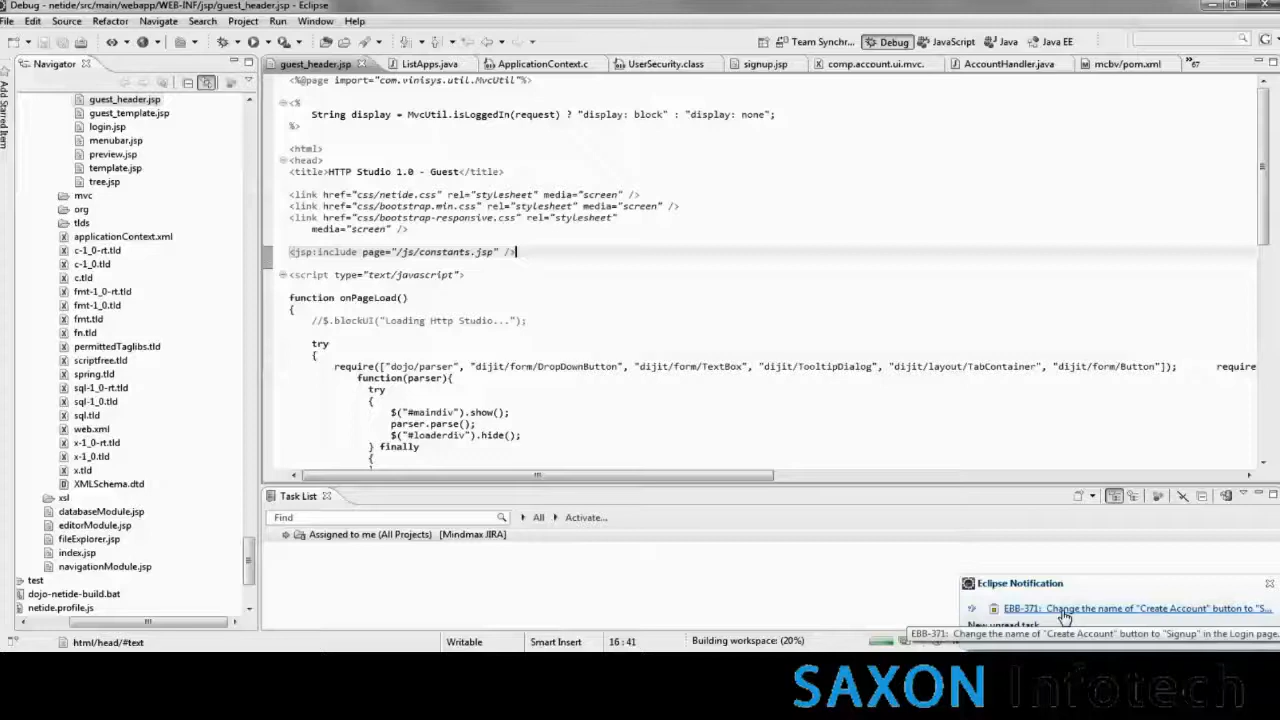 Debug - netide/src/main/webapp/WEB-INF/jsp/guest_header.jsp - Eclipse
File Edit Source Refactor Navigate Search Project Run Window Help
Team Synchr... Debug JavaScript Java Java EE
Navigator
guest_header.jsp ListApps.java ApplicationContext.c UserSecurity.class signup.jsp comp.account.ui.mvc. AccountHandler.java mcbv/pom.xml »67
Add Starred Item
guest_header.jsp
guest_template.jsp
login.jsp
menubar.jsp
preview.jsp
template.jsp
tree.jsp
mvc
org
tlds
applicationContext.xml
c-1_0-rt.tld
c-1_0.tld
c.tld
fmt-1_0-rt.tld
fmt-1_0.tld
fmt.tld
fn.tld
permittedTaglibs.tld
scriptfree.tld
spring.tld
sql-1_0-rt.tld
sql-1_0.tld
sql.tld
web.xml
x-1_0-rt.tld
x-1_0.tld
x.tld
XMLSchema.dtd
xsl
databaseModule.jsp
editorModule.jsp
fileExplorer.jsp
index.jsp
navigationModule.jsp
test
dojo-netide-build.bat
netide.profile.js
<%@page import="com.vinisys.util.MvcUtil"%>
<%
String display = MvcUtil.isLoggedIn(request) ? "display: block" : "display: none";
%>
<html>
<head>
<title>HTTP Studio 1.0 - Guest</title>
<link href="css/netide.css" rel="stylesheet" media="screen" />
<link href="css/bootstrap.min.css" rel="stylesheet" media="screen" />
<link href="css/bootstrap-responsive.css" rel="stylesheet"
media="screen" />
<jsp:include page="/js/constants.jsp" />
<script type="text/javascript">
function onPageLoad()
{
//$.blockUI("Loading Http Studio...");
try
{
require(["dojo/parser", "dijit/form/DropDownButton", "dijit/form/TextBox", "dijit/TooltipDialog", "dijit/layout/TabContainer", "dijit/form/Button"]); require
function(parser){
try
{
$("#maindiv").show();
parser.parse();
$("#loaderdiv").hide();
} finally
{
Task List
Find All Activate...
Assigned to me (All Projects) [Mindmax JIRA]
Eclipse Notification
EBB-371: Change the name of "Create Account" button to "S...
New unread task
EBB-371: Change the name of "Create Account" button to "Signup" in the Login page.
html/head/#text Writable Smart Insert 16 : 41 Building workspace: (20%)
SAXON Infotech